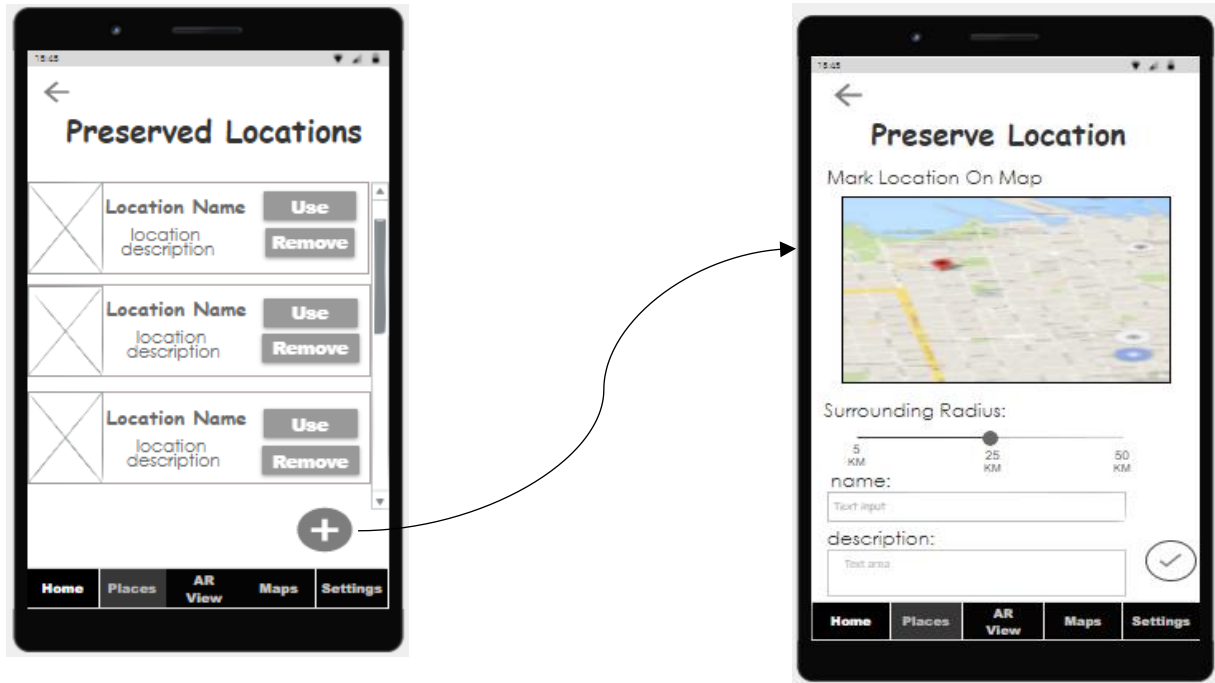 15:45
Preserved Locations
Location Name
Use
location
description
Remove
Location Name
Use
location
description
Remove
Location Name
Use
location
description
Remove
Home Places AR View Maps Settings
15:45
Preserve Location
Mark Location On Map
Surrounding Radius:
5 KM 25 KM 50 KM
name:
Text input
description:
Text area
Home Places AR View Maps Settings